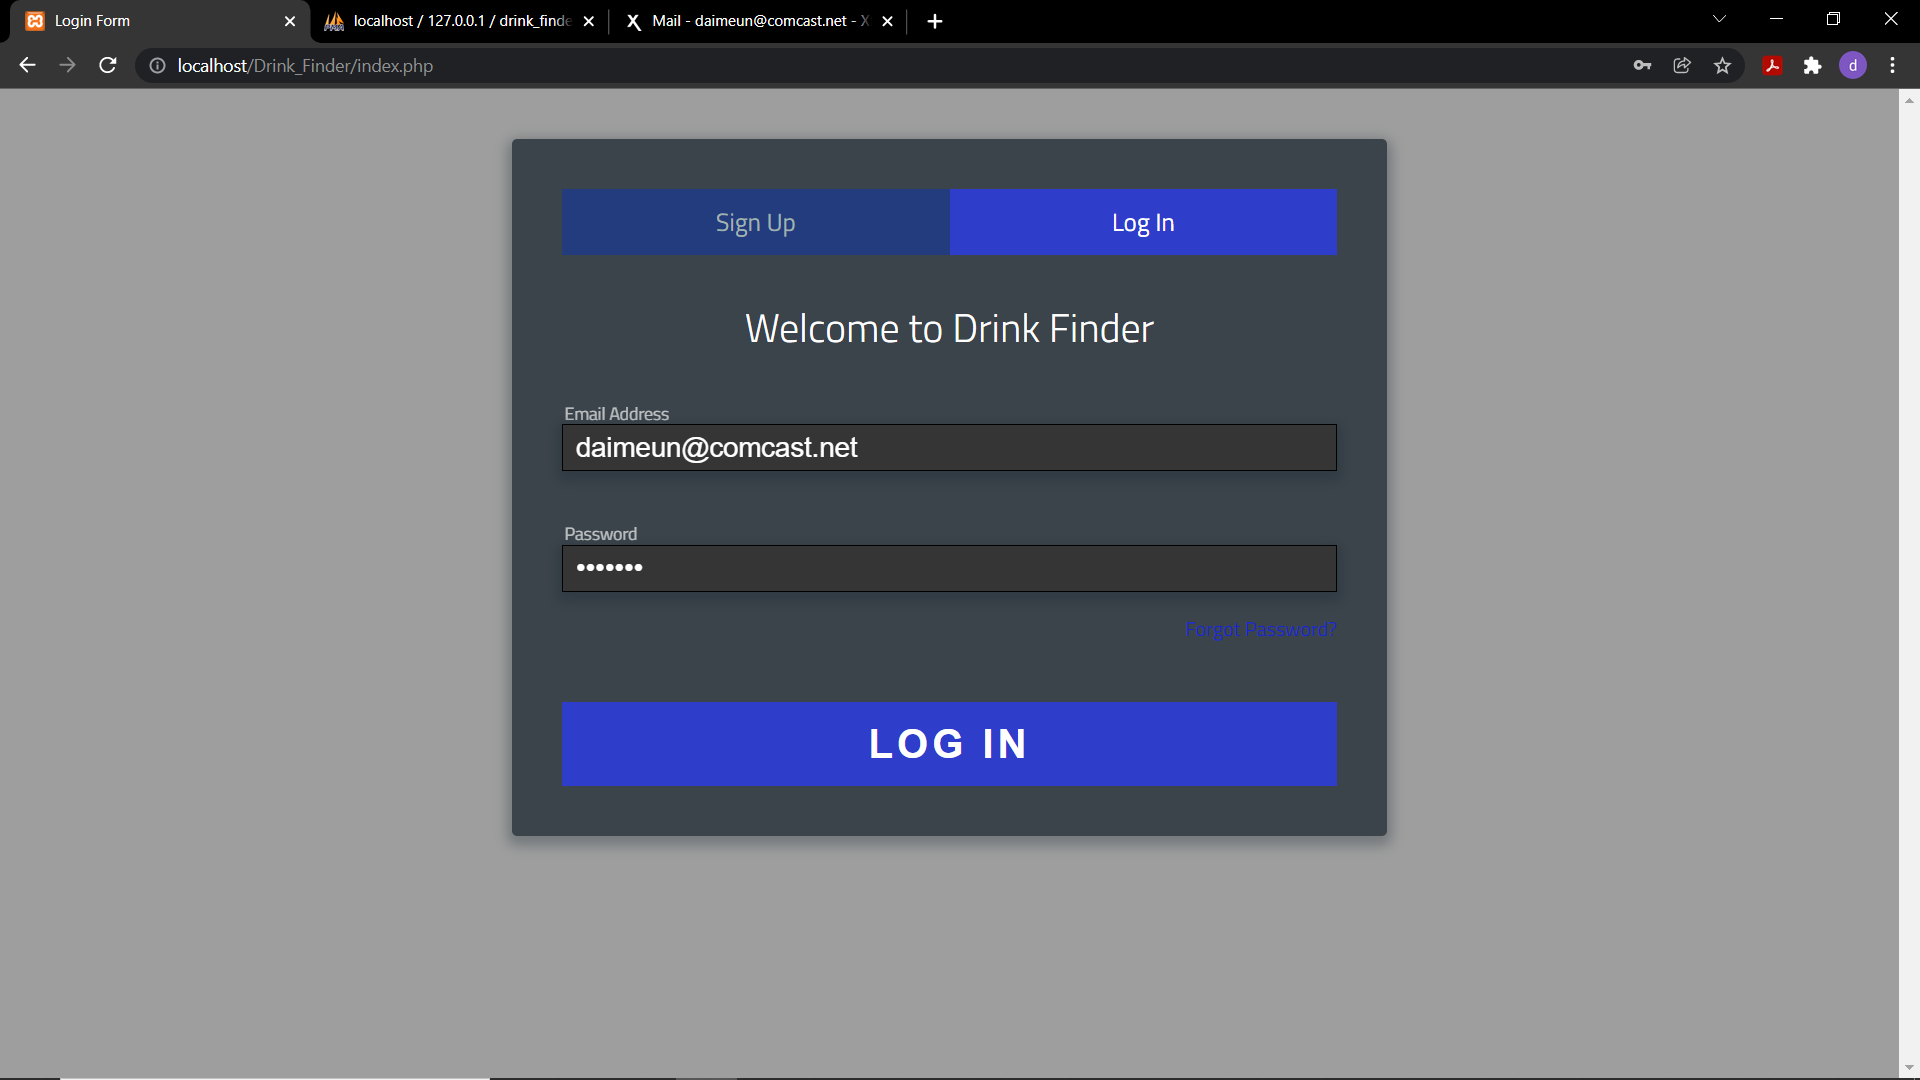 Login Form
localhost / 127.0.0.1 / drink_finde
Mail - daimeun@comcast.net - X
localhost/Drink_Finder/index.php
d
Sign Up
Log In
Welcome to Drink Finder
Email Address
daimeun@comcast.net
Password
•••••••
Forgot Password?
LOG IN